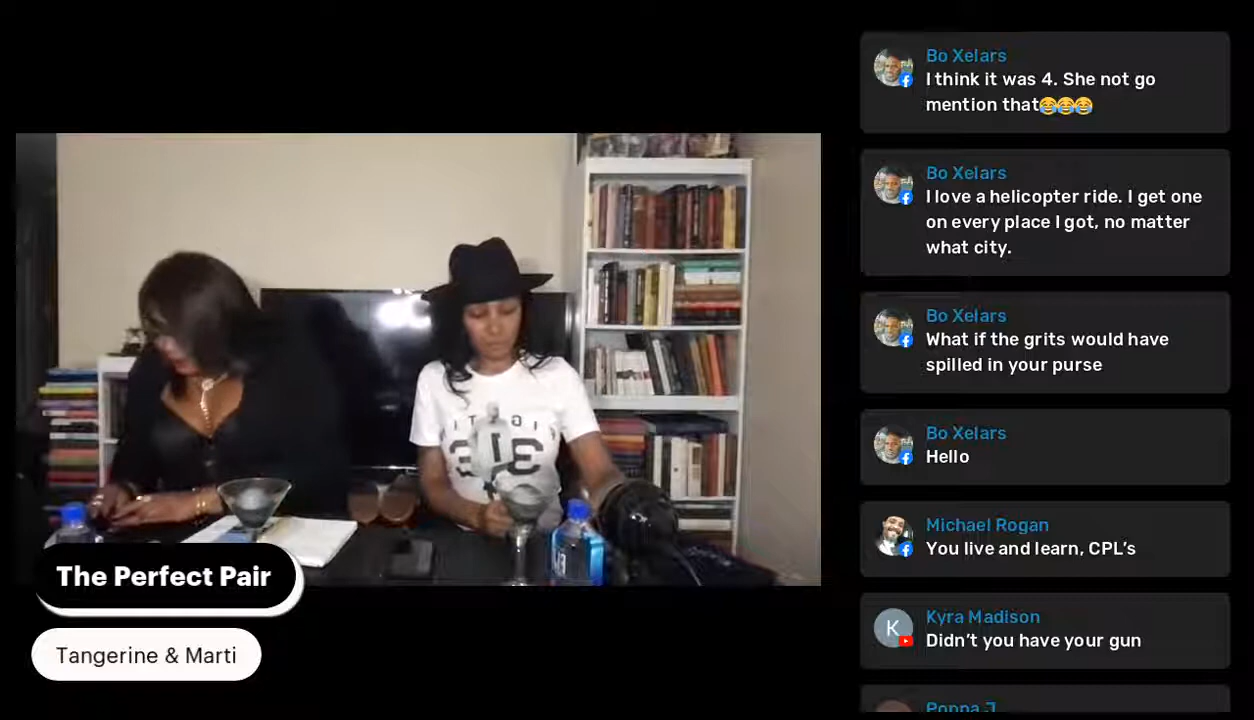 Bo Xelars
I think it was 4. She not go
mention that😂😂😂
Bo Xelars
I love a helicopter ride. I get one
on every place I got, no matter
what city.
Bo Xelars
What if the grits would have
spilled in your purse
Bo Xelars
Hello
Michael Rogan
You live and learn, CPL's
K
Kyra Madison
Didn't you have your gun
Poppa J
The Perfect Pair
Tangerine & Marti